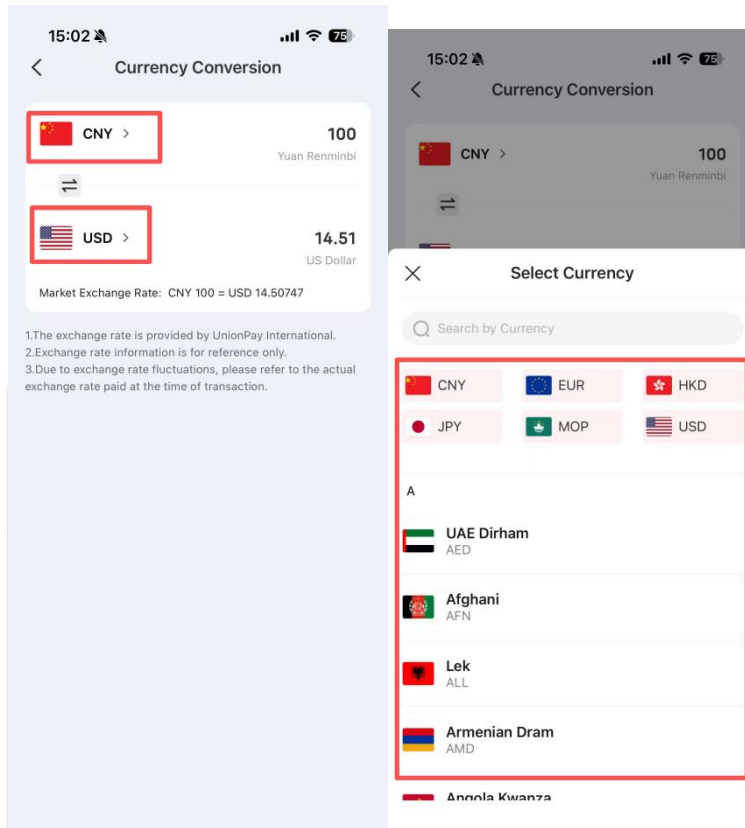 15:02
75
Currency Conversion
CNY >
100
Yuan Renminbi
USD >
14.51
US Dollar
Market Exchange Rate: CNY 100 = USD 14.50747
1.The exchange rate is provided by UnionPay International.
2.Exchange rate information is for reference only.
3.Due to exchange rate fluctuations, please refer to the actual
exchange rate paid at the time of transaction.
15:02
75
Currency Conversion
CNY >
100
Yuan Renminbi
Select Currency
Search by Currency
CNY
EUR
HKD
JPY
MOP
USD
A
UAE Dirham
AED
Afghani
AFN
Lek
ALL
Armenian Dram
AMD
Angola Kwanza